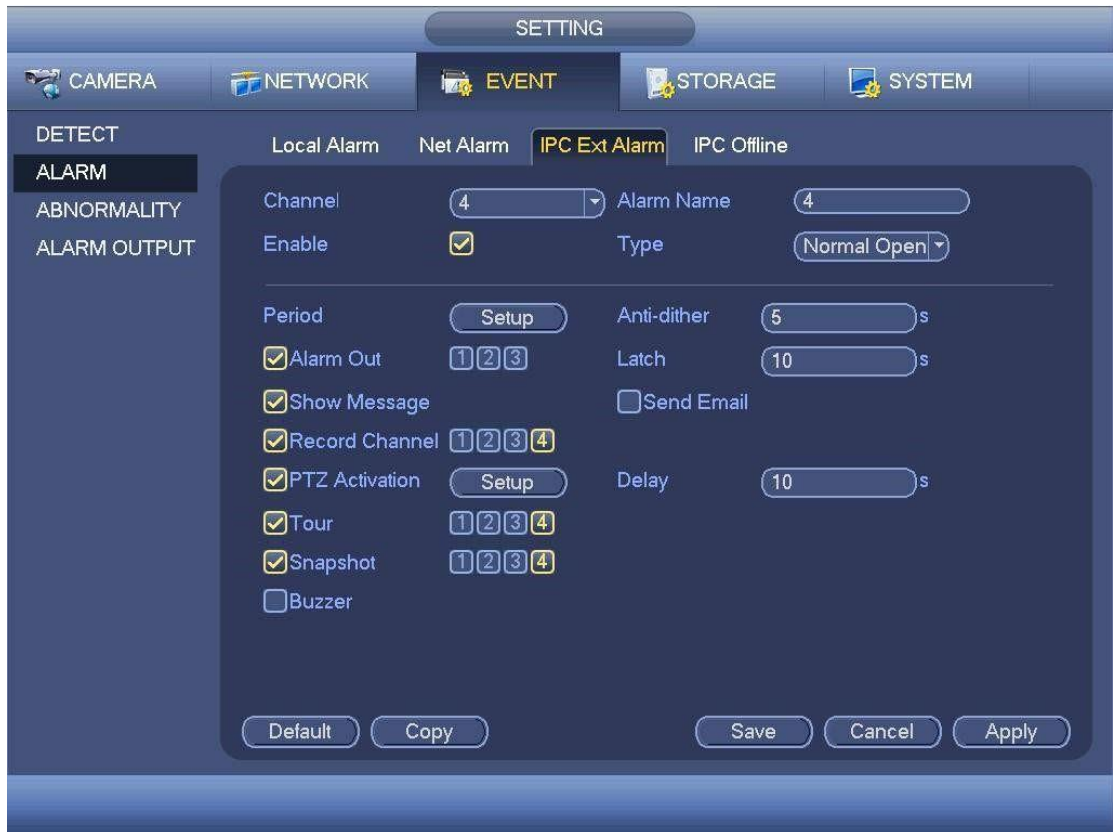 SETTING
CAMERA NETWORK EVENT STORAGE SYSTEM
DETECT
ALARM
ABNORMALITY
ALARM OUTPUT
Local Alarm Net Alarm IPC Ext Alarm IPC Offline
Channel 4 Alarm Name 4
Enable Type Normal Open
Period Setup Anti-dither 5 s
Alarm Out 1 2 3 Latch 10 s
Show Message Send Email
Record Channel 1 2 3 4
PTZ Activation Setup Delay 10 s
Tour 1 2 3 4
Snapshot 1 2 3 4
Buzzer
Default Copy Save Cancel Apply